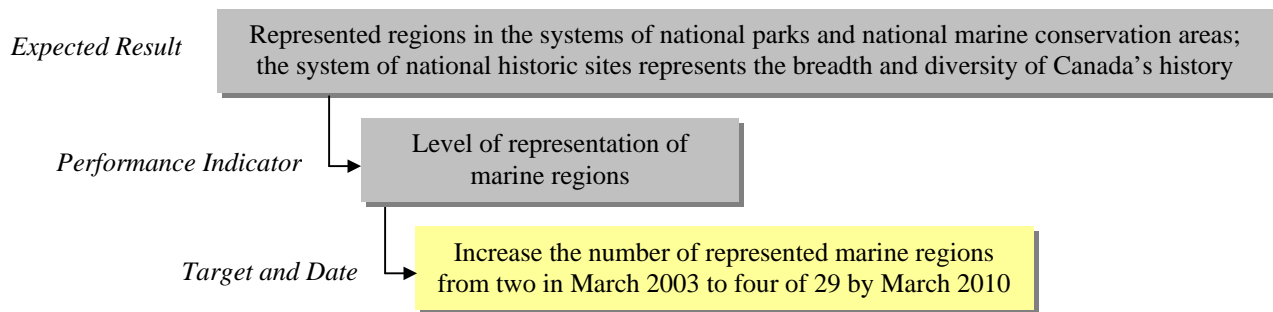 Expected Result
Represented regions in the systems of national parks and national marine conservation areas;
the system of national historic sites represents the breadth and diversity of Canada’s history
Performance Indicator
Level of representation of
marine regions
Target and Date
Increase the number of represented marine regions
from two in March 2003 to four of 29 by March 2010